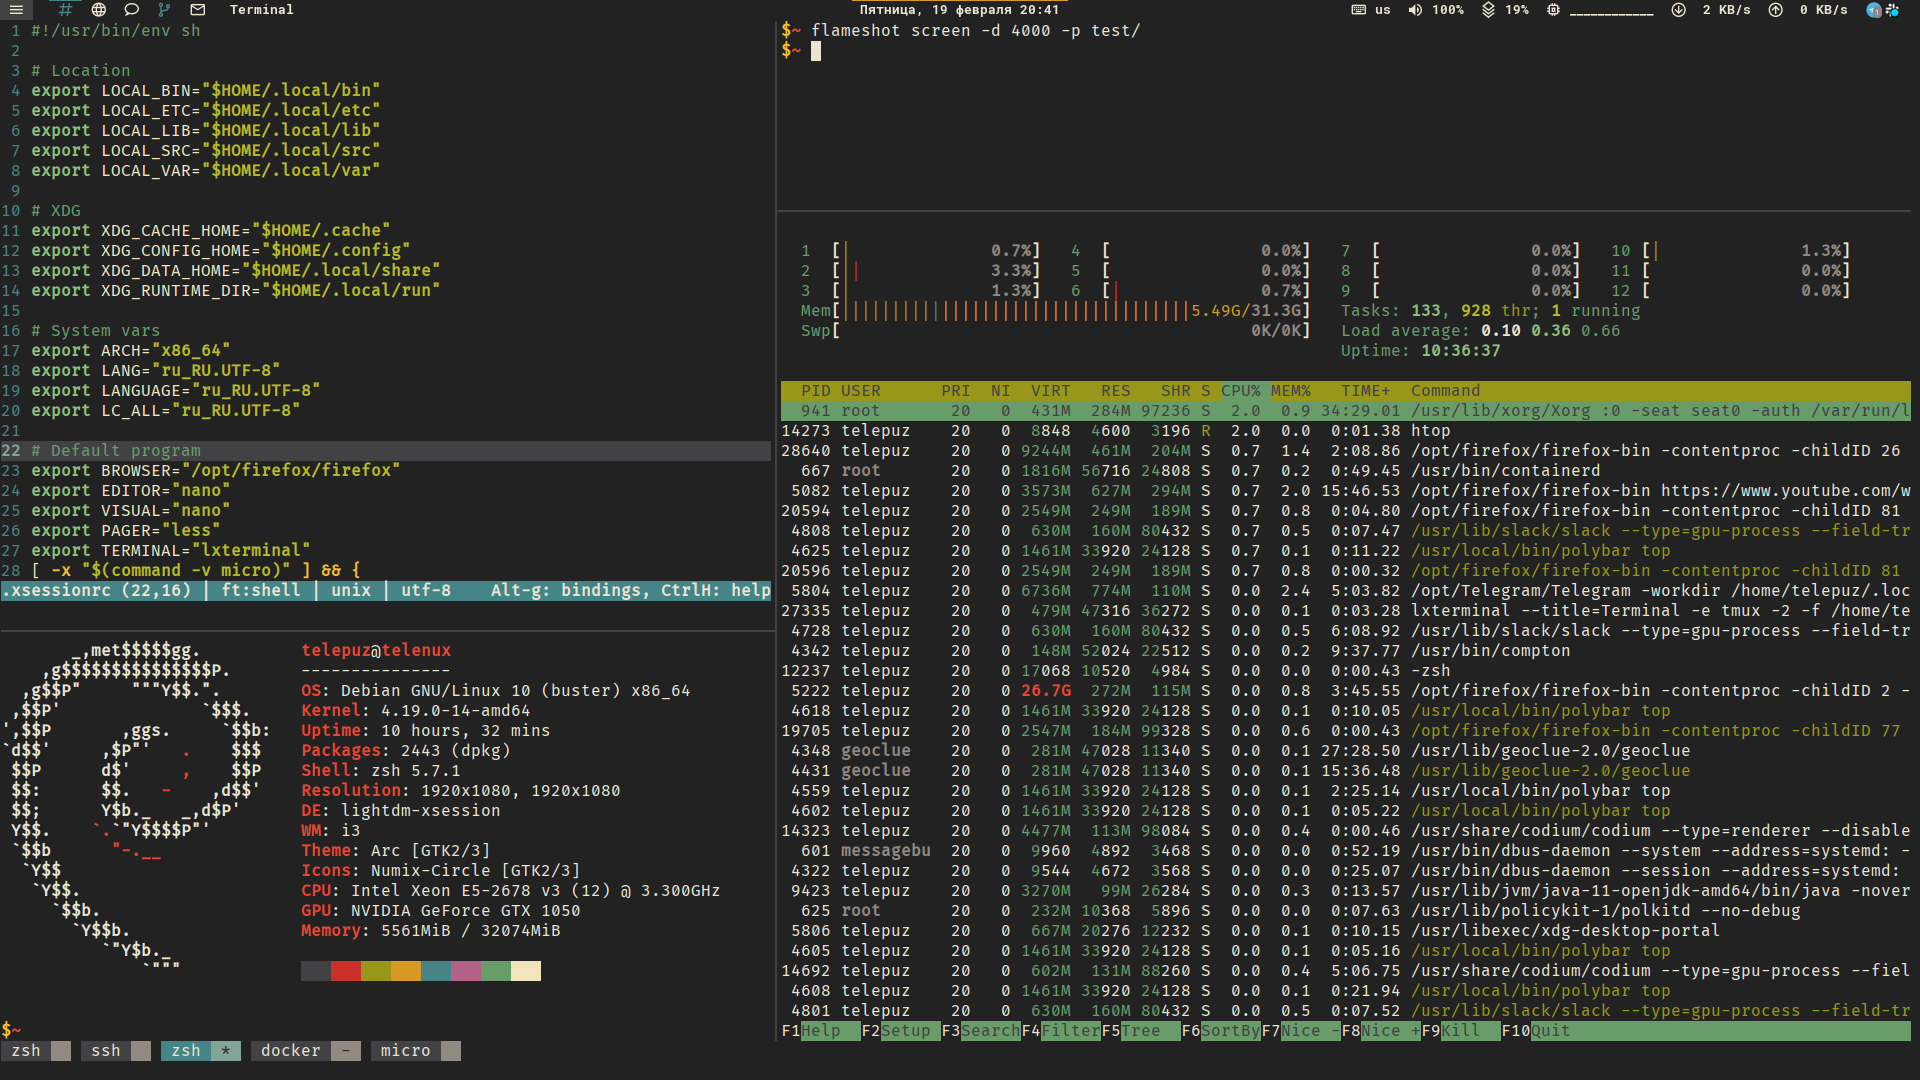 Terminal
Пятница, 19 февраля 20:41
us 100% 19% 2 KB/s 0 KB/s
1 #!/usr/bin/env sh
2
3 # Location
4 export LOCAL_BIN="$HOME/.local/bin"
5 export LOCAL_ETC="$HOME/.local/etc"
6 export LOCAL_LIB="$HOME/.local/lib"
7 export LOCAL_SRC="$HOME/.local/src"
8 export LOCAL_VAR="$HOME/.local/var"
9
10 # XDG
11 export XDG_CACHE_HOME="$HOME/.cache"
12 export XDG_CONFIG_HOME="$HOME/.config"
13 export XDG_DATA_HOME="$HOME/.local/share"
14 export XDG_RUNTIME_DIR="$HOME/.local/run"
15
16 # System vars
17 export ARCH="x86_64"
18 export LANG="ru_RU.UTF-8"
19 export LANGUAGE="ru_RU.UTF-8"
20 export LC_ALL="ru_RU.UTF-8"
21
22 # Default program
23 export BROWSER="/opt/firefox/firefox"
24 export EDITOR="nano"
25 export VISUAL="nano"
26 export PAGER="less"
27 export TERMINAL="lxterminal"
28 [ -x "$(command -v micro)" ] && {
.xsessionrc (22,16) | ft:shell | unix | utf-8 Alt-g: bindings, CtrlH: help
_,met$$$$$gg.
,g$$$$$$$$$$$$$$$P.
,g$$P" """Y$$.".
,$$P' `$$$.
',$$P ,ggs. `$$b:
`d$$' ,$P"' . $$$
$$P d$' , $$P
$$: $$. - ,d$$'
$$; Y$b._ _,d$P'
Y$$. `.`"Y$$$$P"'
`$$b "-.__
`Y$$
`Y$$.
`$$b.
`Y$$b.
`"Y$b._
`"""
telepuz@telenux
---------------
OS: Debian GNU/Linux 10 (buster) x86_64
Kernel: 4.19.0-14-amd64
Uptime: 10 hours, 32 mins
Packages: 2443 (dpkg)
Shell: zsh 5.7.1
Resolution: 1920x1080, 1920x1080
DE: lightdm-xsession
WM: i3
Theme: Arc [GTK2/3]
Icons: Numix-Circle [GTK2/3]
CPU: Intel Xeon E5-2678 v3 (12) @ 3.300GHz
GPU: NVIDIA GeForce GTX 1050
Memory: 5561MiB / 32074MiB
$~
$~ flameshot screen -d 4000 -p test/
$~
1 [| 0.7%] 4 [ 0.0%] 7 [ 0.0%] 10 [| 1.3%]
2 [|| 3.3%] 5 [ 0.0%] 8 [ 0.0%] 11 [ 0.0%]
3 [| 1.3%] 6 [| 0.7%] 9 [ 0.0%] 12 [ 0.0%]
Mem[|||||||||||||||||||||||||||||||||||5.49G/31.3G] Tasks: 133, 928 thr; 1 running
Swp[ 0K/0K] Load average: 0.10 0.36 0.66
Uptime: 10:36:37
PID USER PRI NI VIRT RES SHR S CPU% MEM% TIME+ Command
941 root 20 0 431M 284M 97236 S 2.0 0.9 34:29.01 /usr/lib/xorg/Xorg :0 -seat seat0 -auth /var/run/l
14273 telepuz 20 0 8848 4600 3196 R 2.0 0.0 0:01.38 htop
28640 telepuz 20 0 9244M 461M 204M S 0.7 1.4 2:08.86 /opt/firefox/firefox-bin -contentproc -childID 26
667 root 20 0 1816M 56716 24808 S 0.7 0.2 0:49.45 /usr/bin/containerd
5082 telepuz 20 0 3573M 627M 294M S 0.7 2.0 15:46.53 /opt/firefox/firefox-bin https://www.youtube.com/w
20594 telepuz 20 0 2549M 249M 189M S 0.7 0.8 0:04.80 /opt/firefox/firefox-bin -contentproc -childID 81
4808 telepuz 20 0 630M 160M 80432 S 0.7 0.5 0:07.47 /usr/lib/slack/slack --type=gpu-process --field-tr
4625 telepuz 20 0 1461M 33920 24128 S 0.7 0.1 0:11.22 /usr/local/bin/polybar top
20596 telepuz 20 0 2549M 249M 189M S 0.7 0.8 0:00.32 /opt/firefox/firefox-bin -contentproc -childID 81
5804 telepuz 20 0 6736M 774M 110M S 0.7 2.4 5:03.82 /opt/Telegram/Telegram -workdir /home/telepuz/.loc
27335 telepuz 20 0 479M 47316 36272 S 0.0 0.1 0:03.28 lxterminal --title=Terminal -e tmux -2 -f /home/te
4728 telepuz 20 0 630M 160M 80432 S 0.0 0.5 6:08.92 /usr/lib/slack/slack --type=gpu-process --field-tr
4342 telepuz 20 0 148M 52024 22512 S 0.0 0.2 9:37.77 /usr/bin/compton
12237 telepuz 20 0 17068 10520 4984 S 0.0 0.0 0:00.43 -zsh
5222 telepuz 20 0 26.7G 272M 115M S 0.0 0.8 3:45.55 /opt/firefox/firefox-bin -contentproc -childID 2 -
4618 telepuz 20 0 1461M 33920 24128 S 0.0 0.1 0:10.05 /usr/local/bin/polybar top
19705 telepuz 20 0 2547M 184M 99328 S 0.0 0.6 0:00.43 /opt/firefox/firefox-bin -contentproc -childID 77
4348 geoclue 20 0 281M 47028 11340 S 0.0 0.1 27:28.50 /usr/lib/geoclue-2.0/geoclue
4431 geoclue 20 0 281M 47028 11340 S 0.0 0.1 15:36.48 /usr/lib/geoclue-2.0/geoclue
4559 telepuz 20 0 1461M 33920 24128 S 0.0 0.1 2:25.14 /usr/local/bin/polybar top
4602 telepuz 20 0 1461M 33920 24128 S 0.0 0.1 0:05.22 /usr/local/bin/polybar top
14323 telepuz 20 0 4477M 113M 98084 S 0.0 0.4 0:00.46 /usr/share/codium/codium --type=renderer --disable
601 messagebu 20 0 9960 4892 3468 S 0.0 0.0 0:52.19 /usr/bin/dbus-daemon --system --address=systemd: -
4322 telepuz 20 0 9544 4672 3568 S 0.0 0.0 0:25.07 /usr/bin/dbus-daemon --session --address=systemd:
9423 telepuz 20 0 3270M 99M 26284 S 0.0 0.3 0:13.57 /usr/lib/jvm/java-11-openjdk-amd64/bin/java -nover
625 root 20 0 232M 10368 5896 S 0.0 0.0 0:07.63 /usr/lib/policykit-1/polkitd --no-debug
5806 telepuz 20 0 667M 20276 12232 S 0.0 0.1 0:10.15 /usr/libexec/xdg-desktop-portal
4605 telepuz 20 0 1461M 33920 24128 S 0.0 0.1 0:05.16 /usr/local/bin/polybar top
14692 telepuz 20 0 602M 131M 88260 S 0.0 0.4 5:06.75 /usr/share/codium/codium --type=gpu-process --fiel
4608 telepuz 20 0 1461M 33920 24128 S 0.0 0.1 0:21.94 /usr/local/bin/polybar top
4801 telepuz 20 0 630M 160M 80432 S 0.0 0.5 0:07.52 /usr/lib/slack/slack --type=gpu-process --field-tr
F1Help F2Setup F3SearchF4FilterF5Tree F6SortByF7Nice -F8Nice +F9Kill F10Quit
zsh ssh zsh * docker - micro